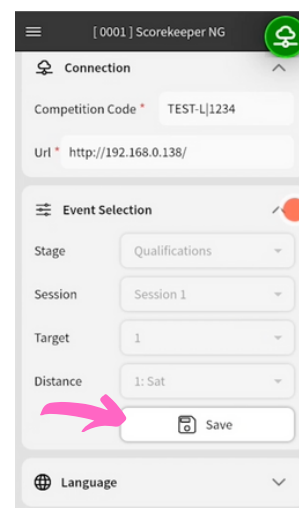 [ 0001 ] Scorekeeper NG
Connection
Competition Code * TEST-L|1234
Url * http://192.168.0.138/
Event Selection
Stage Qualifications
Session Session 1
Target 1
Distance 1: Sat
Save
Language